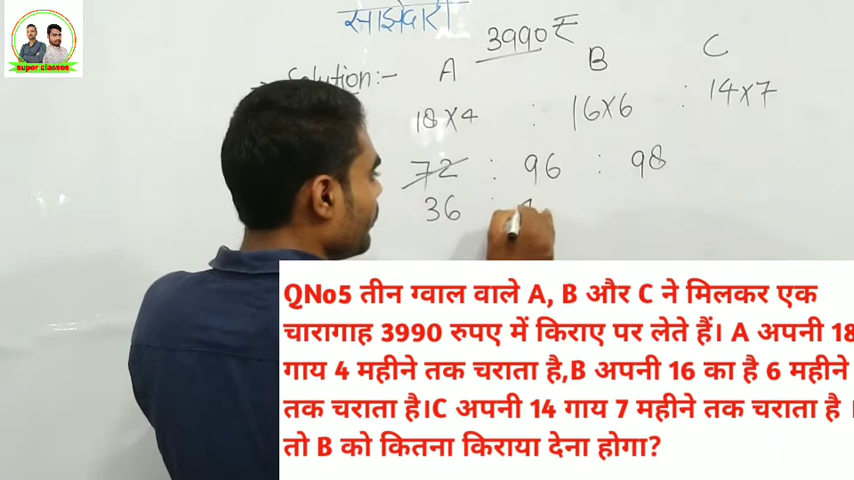 साझेदारी
3990₹
Solution:- A B C
18×4 : 16×6 : 14×7
72 : 96 : 98
36 :
super classes
QNo5 तीन ग्वाल वाले A, B और C ने मिलकर एक
चारागाह 3990 रुपए में किराए पर लेते हैं। A अपनी 18
गाय 4 महीने तक चराता है,B अपनी 16 का है 6 महीने
तक चराता है।C अपनी 14 गाय 7 महीने तक चराता है ।
तो B को कितना किराया देना होगा?